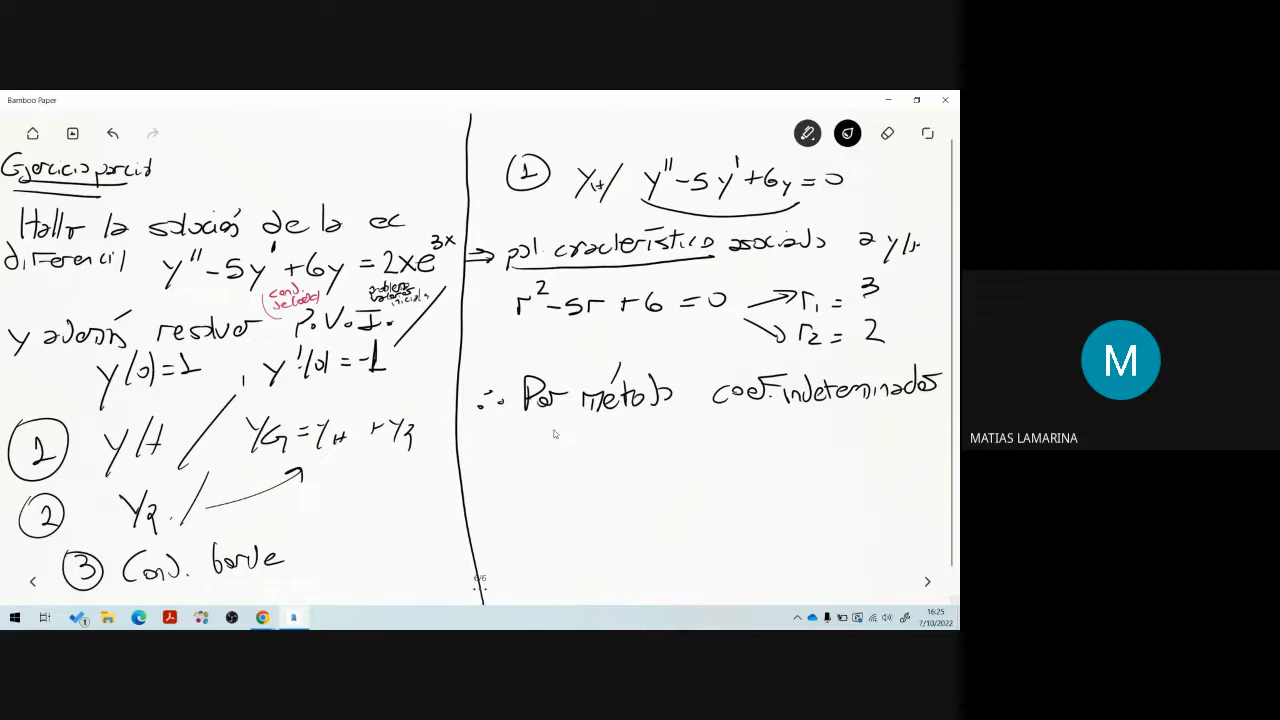 Bamboo Paper
Ejercicio parcial
Hallar la solución de la ec
diferencial y'' - 5y' + 6y = 2xe^{3x}
cond. de borde
problema valores iniciales
y además resolver P.V.I.
y(0) = 1, y'(0) = -1
① yH / yG = yH + yP
② yP /
③ Cond. borde
① yH / y'' - 5y' + 6y = 0
⇒ pol. característico asociado a yH
r² - 5r + 6 = 0
r₁ = 3
r₂ = 2
∴ Por método coef. indeterminados
6/6
1
16:25
7/10/2022
M
MATIAS LAMARINA